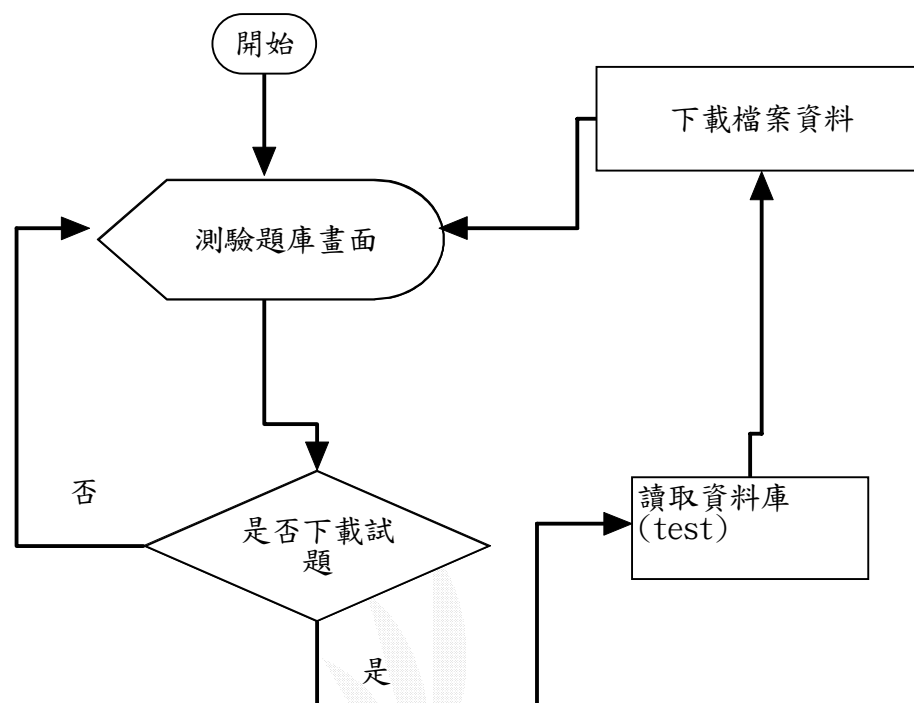 開始
下載檔案資料
測驗題庫畫面
否
是否下載試
題
讀取資料庫
(test)
是